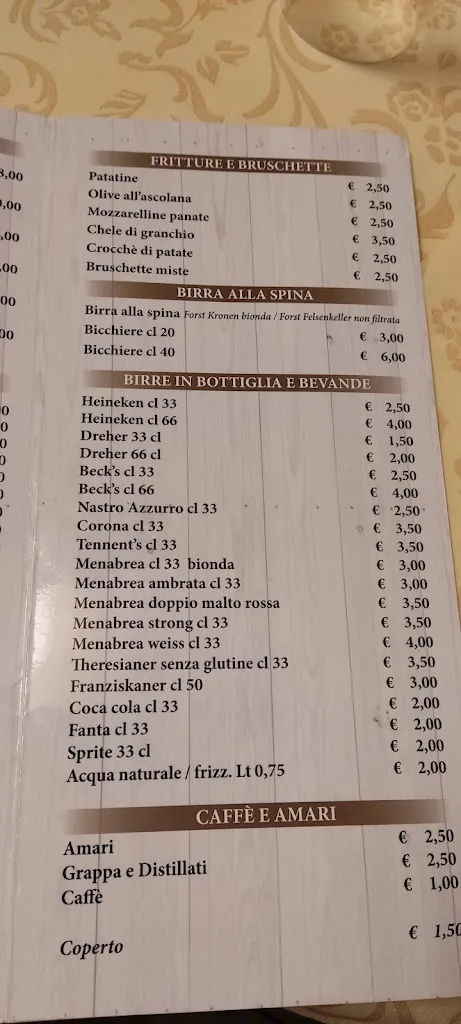 FRITTURE E BRUSCHETTE
Patatine € 2,50
Olive all'ascolana € 2,50
Mozzarelline panate € 2,50
Chele di granchio € 3,50
Crocchè di patate € 2,50
Bruschette miste € 2,50
BIRRA ALLA SPINA
Birra alla spina Forst Kronen bionda / Forst Felsenkeller non filtrata
Bicchiere cl 20 € 3,00
Bicchiere cl 40 € 6,00
BIRRE IN BOTTIGLIA E BEVANDE
Heineken cl 33 € 2,50
Heineken cl 66 € 4,00
Dreher 33 cl € 1,50
Dreher 66 cl € 2,00
Beck's cl 33 € 2,50
Beck's cl 66 € 4,00
Nastro Azzurro cl 33 € 2,50
Corona cl 33 € 3,50
Tennent's cl 33 € 3,50
Menabrea cl 33 bionda € 3,00
Menabrea ambrata cl 33 € 3,00
Menabrea doppio malto rossa € 3,50
Menabrea strong cl 33 € 3,50
Menabrea weiss cl 33 € 4,00
Theresianer senza glutine cl 33 € 3,50
Franziskaner cl 50 € 3,00
Coca cola cl 33 € 2,00
Fanta cl 33 € 2,00
Sprite 33 cl € 2,00
Acqua naturale / frizz. Lt 0,75 € 2,00
CAFFÈ E AMARI
Amari € 2,50
Grappa e Distillati € 2,50
Caffè € 1,00
Coperto € 1,50